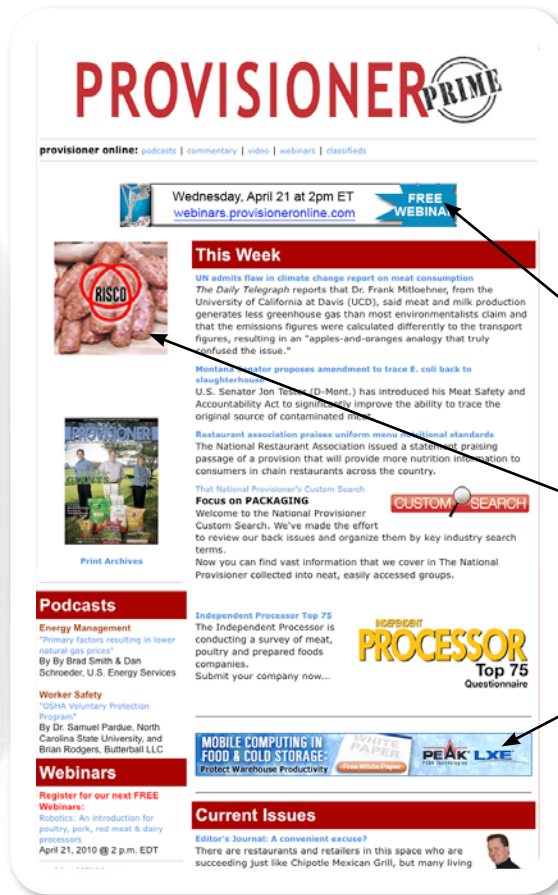 PROVISIONER
PRIME
provisioner online: podcasts | commentary | video | webinars | classifieds
Wednesday, April 21 at 2pm ET
webinars.provisioneronline.com
FREE
WEBINAR
RISCO
PROVISIONER
Print Archives
Podcasts
Energy Management
"Primary factors resulting in lower
natural gas prices"
By By Brad Smith & Dan
Schroeder, U.S. Energy Services
Worker Safety
"OSHA Voluntary Protection
Program"
By Dr. Samuel Pardue, North
Carolina State University, and
Brian Rodgers, Butterball LLC
Webinars
Register for our next FREE
Webinars:
Robotics: An introduction for
poultry, pork, red meat & dairy
processors
April 21, 2010 @ 2 p.m. EDT
This Week
UN admits flaw in climate change report on meat consumption
The Daily Telegraph reports that Dr. Frank Mitloehner, from the
University of California at Davis (UCD), said meat and milk production
generates less greenhouse gas than most environmentalists claim and
that the emissions figures were calculated differently to the transport
figures, resulting in an "apples-and-oranges analogy that truly
confused the issue."
Montana Senator proposes amendment to trace E. coli back to
slaughterhouse
U.S. Senator Jon Tester (D-Mont.) has introduced his Meat Safety and
Accountability Act to significantly improve the ability to trace the
original source of contaminated meat.
Restaurant association praises uniform menu nutritional standards
The National Restaurant Association issued a statement praising
passage of a provision that will provide more nutrition information to
consumers in chain restaurants across the country.
That National Provisioner's Custom Search
Focus on PACKAGING
Welcome to the National Provisioner
Custom Search. We've made the effort
to review our back issues and organize them by key industry search
terms.
Now you can find vast information that we cover in The National
Provisioner collected into neat, easily accessed groups.
CUSTOM SEARCH
Independent Processor Top 75
The Independent Processor is
conducting a survey of meat,
poultry and prepared foods
companies.
Submit your company now...
INDEPENDENT
PROCESSOR
Top 75
Questionnaire
MOBILE COMPUTING IN
FOOD & COLD STORAGE:
Protect Warehouse Productivity
WHITE
PAPER
Free White Paper
PEAK
LXE
Current Issues
Editor's Journal: A convenient excuse?
There are restaurants and retailers in this space who are
succeeding just like Chipotle Mexican Grill, but many living